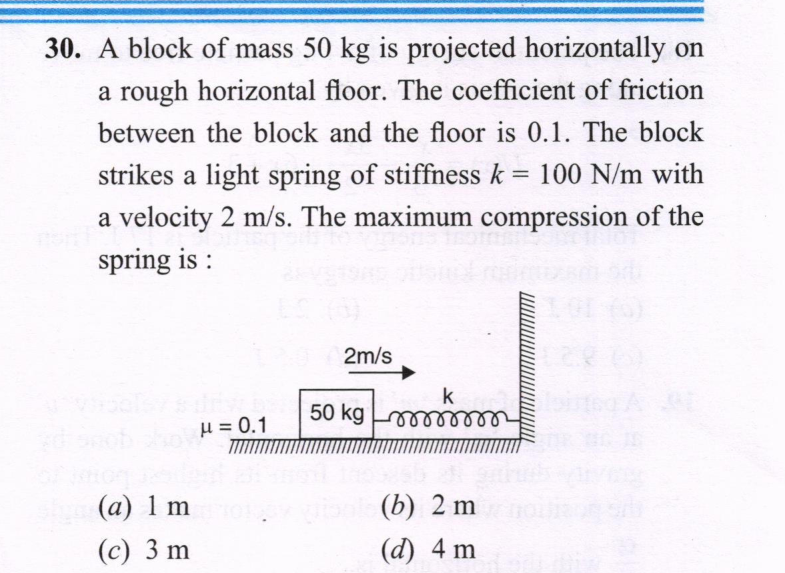 30. A block of mass 50 kg is projected horizontally on
a rough horizontal floor. The coefficient of friction
between the block and the floor is 0.1. The block
strikes a light spring of stiffness k = 100 N/m with
a velocity 2 m/s. The maximum compression of the
spring is :
2m/s
k
50 kg
μ = 0.1
(a) 1 m (b) 2 m
(c) 3 m (d) 4 m